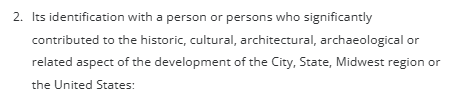 2. Its identification with a person or persons who significantly
contributed to the historic, cultural, architectural, archaeological or
related aspect of the development of the City, State, Midwest region or
the United States: